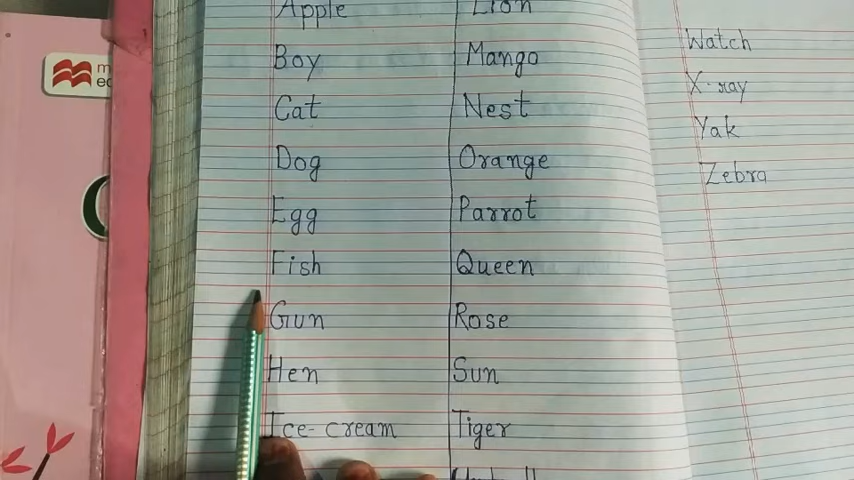 Apple
Boy
Cat
Dog
Egg
Fish
Gun
Hen
Ice-cream
Lion
Mango
Nest
Orange
Parrot
Queen
Rose
Sun
Tiger
Watch
X-ray
Yak
Zebra